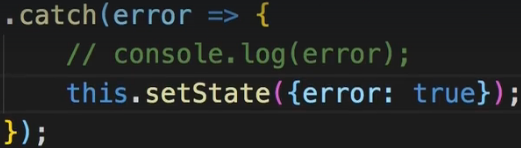 .catch(error => {
    // console.log(error);
    this.setState({error: true});
});